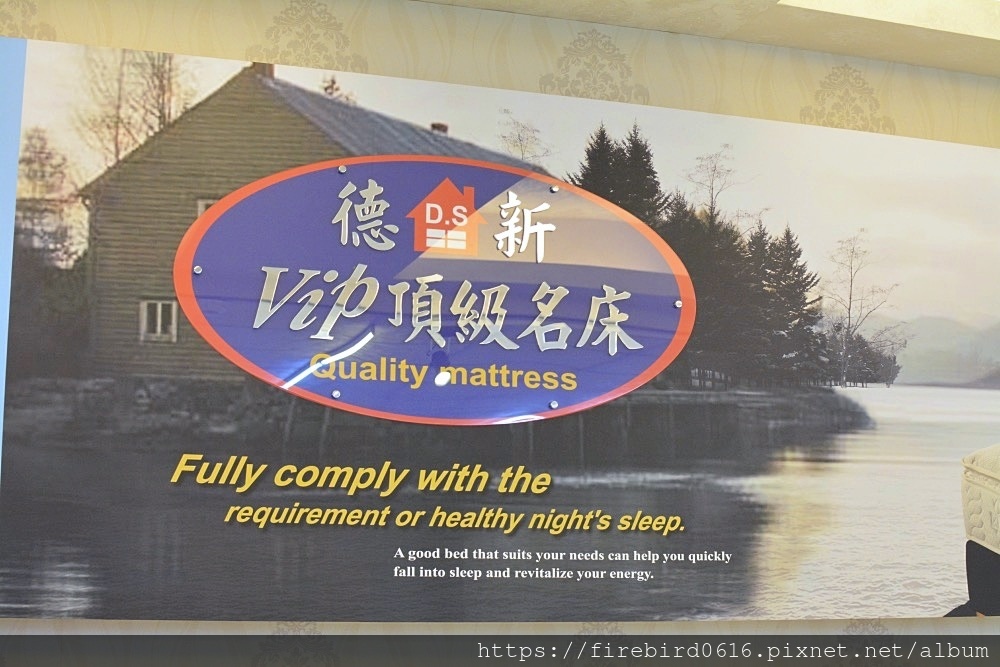 德 D.S 新
Vip頂級名床
Quality mattress
Fully comply with the
requirement or healthy night's sleep.
A good bed that suits your needs can help you quickly
fall into sleep and revitalize your energy.
https://firebird0616.pixnet.net/album